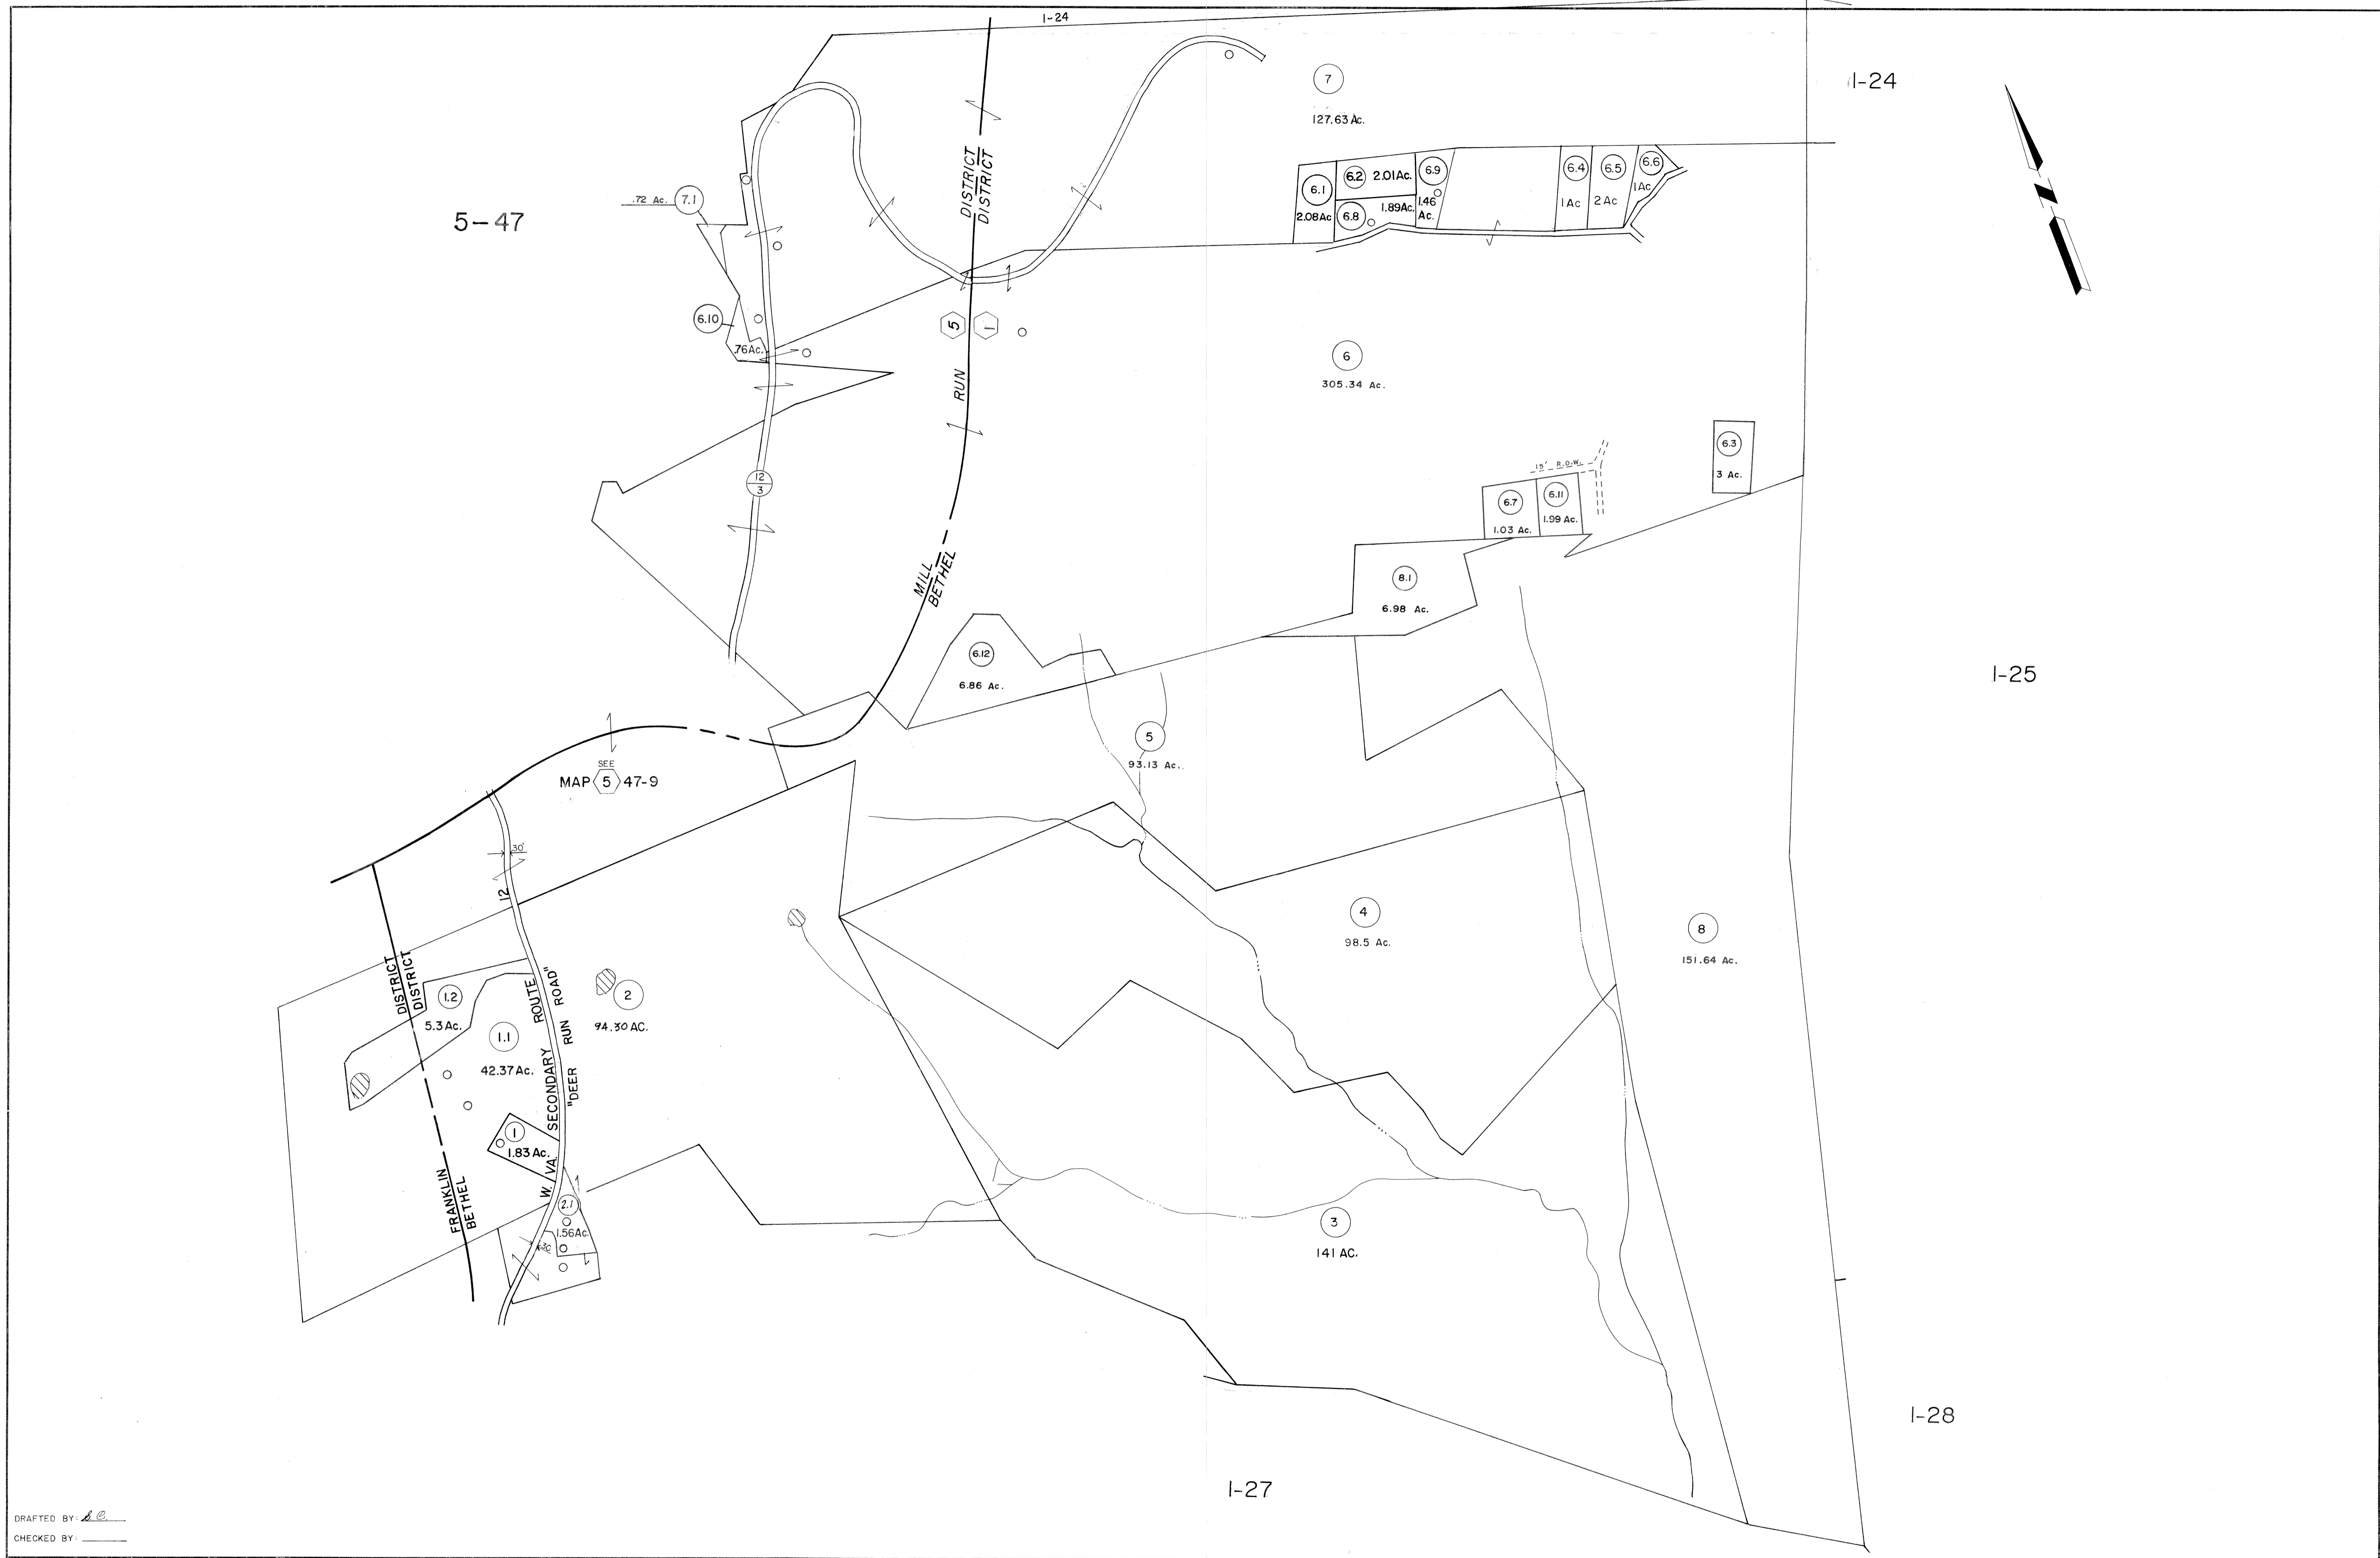 1-24
7
127.63 Ac.
1-24
DISTRICT
DISTRICT
6.1
2.08Ac
6.2
2.01Ac.
6.8
1.89Ac.
6.9
1.46
Ac.
6.4
1Ac
6.5
2 Ac
6.6
1Ac.
.72 Ac.
7.1
5-47
6.10
.76Ac.
5
1
RUN
6
305.34 Ac.
6.3
3 Ac.
15' R.O.W.
6.7
1.03 Ac.
6.11
1.99 Ac.
12
3
MILL
BETHEL
8.1
6.98 Ac.
6.12
6.86 Ac.
1-25
5
93.13 Ac.
SEE
MAP 5 47-9
30'
12
4
98.5 Ac.
8
151.64 Ac.
DISTRICT
DISTRICT
1.2
5.3 Ac.
1.1
42.37Ac.
W. VA. SECONDARY ROUTE
"DEER RUN ROAD"
2
94.30 AC.
1
1.83 Ac.
FRANKLIN
BETHEL
2.1
1.56Ac.
30'
3
141 AC.
1-28
1-27
DRAFTED BY:
CHECKED BY: